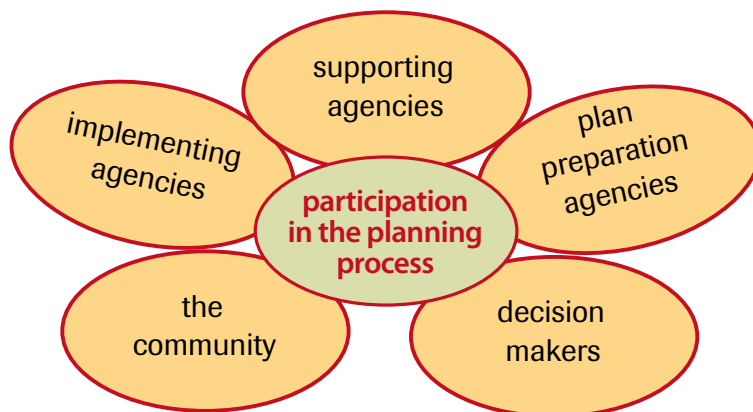 supporting
agencies
implementing
agencies
plan
preparation
agencies
participation
in the planning
process
the
community
decision
makers